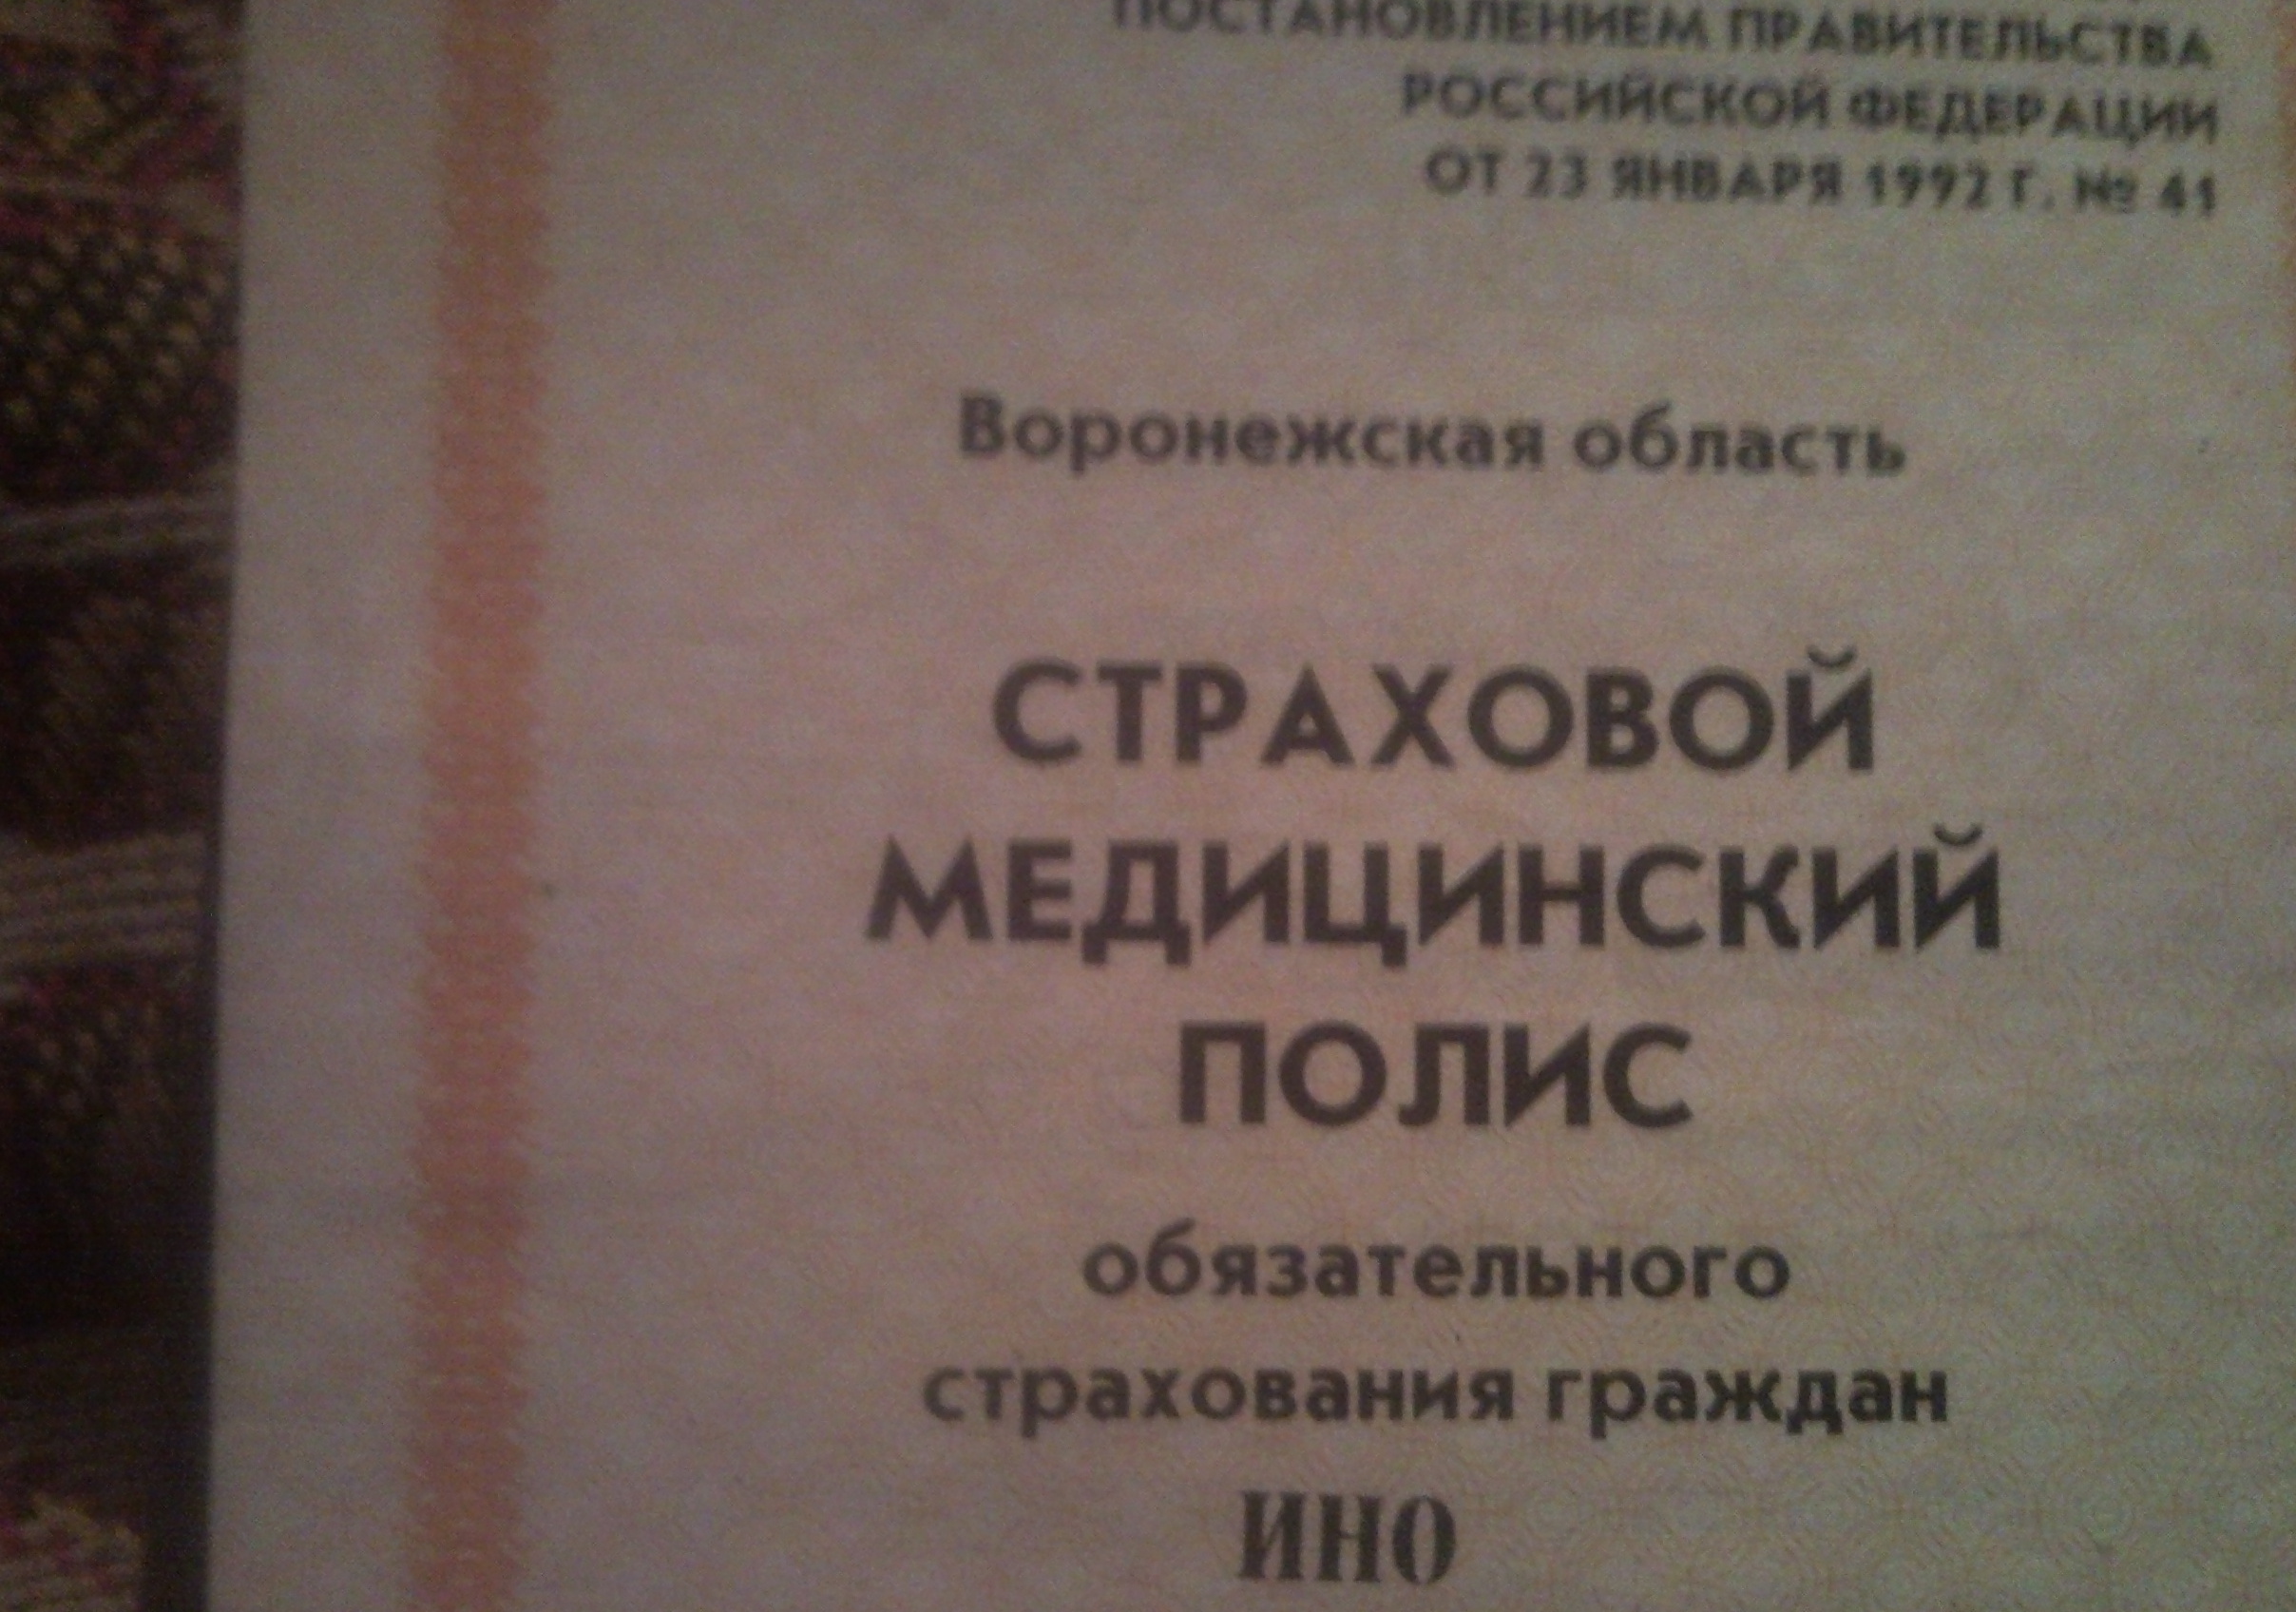 ПОСТАНОВЛЕНИЕМ ПРАВИТЕЛЬСТВА
РОССИЙСКОЙ ФЕДЕРАЦИИ
ОТ 23 ЯНВАРЯ 1992 Г. № 41
Воронежская область
СТРАХОВОЙ
МЕДИЦИНСКИЙ
ПОЛИС
обязательного
страхования граждан
ИНО